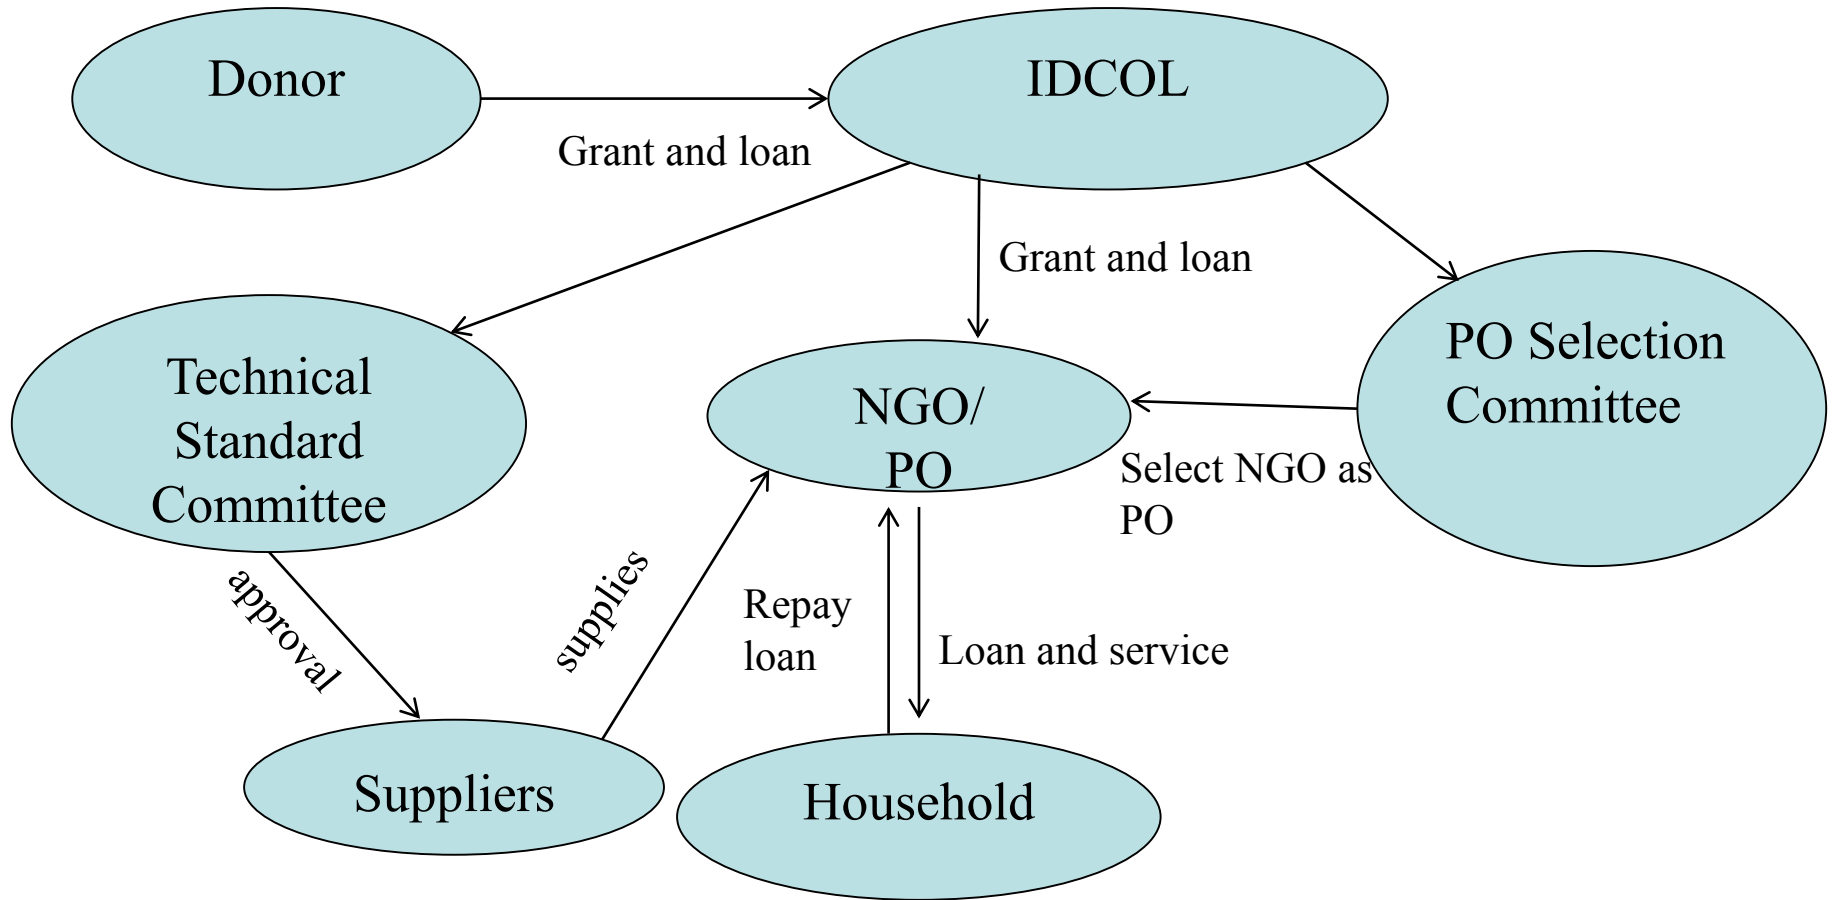 Donor
IDCOL
Grant and loan
Grant and loan
Technical
Standard
Committee
NGO/
PO
PO Selection
Committee
Select NGO as
PO
approval
supplies
Repay
loan
Loan and service
Suppliers
Household